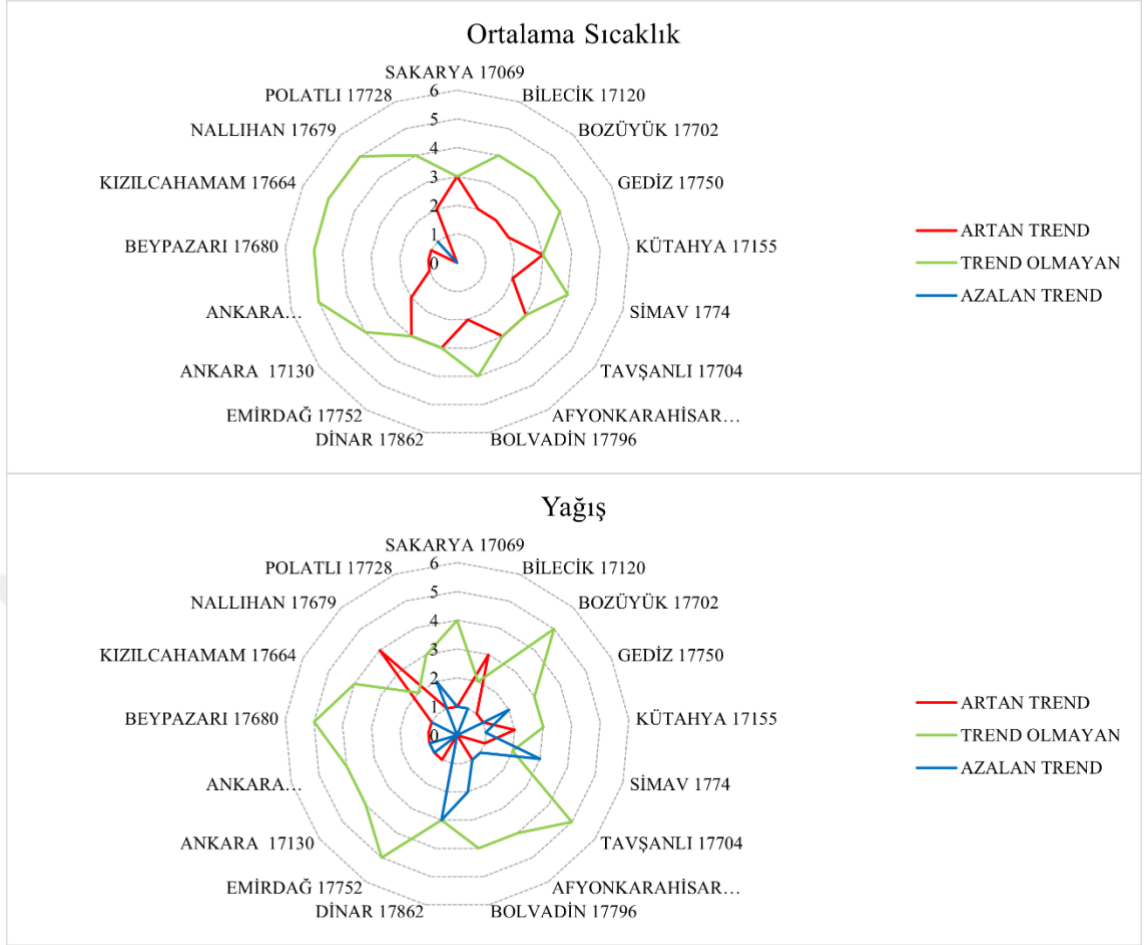 Ortalama Sıcaklık
SAKARYA 17069
POLATLI 17728
BİLECİK 17120
NALLIHAN 17679
BOZÜYÜK 17702
KIZILCAHAMAM 17664
GEDİZ 17750
BEYPAZARI 17680
KÜTAHYA 17155
ANKARA…
SİMAV 1774
ANKARA 17130
TAVŞANLI 17704
EMİRDAĞ 17752
AFYONKARAHİSAR…
DİNAR 17862
BOLVADİN 17796
6
5
4
3
2
1
0
ARTAN TREND
TREND OLMAYAN
AZALAN TREND
Yağış
SAKARYA 17069
POLATLI 17728
BİLECİK 17120
NALLIHAN 17679
BOZÜYÜK 17702
KIZILCAHAMAM 17664
GEDİZ 17750
BEYPAZARI 17680
KÜTAHYA 17155
ANKARA…
SİMAV 1774
ANKARA 17130
TAVŞANLI 17704
EMİRDAĞ 17752
AFYONKARAHİSAR…
DİNAR 17862
BOLVADİN 17796
6
5
4
3
2
1
0
ARTAN TREND
TREND OLMAYAN
AZALAN TREND